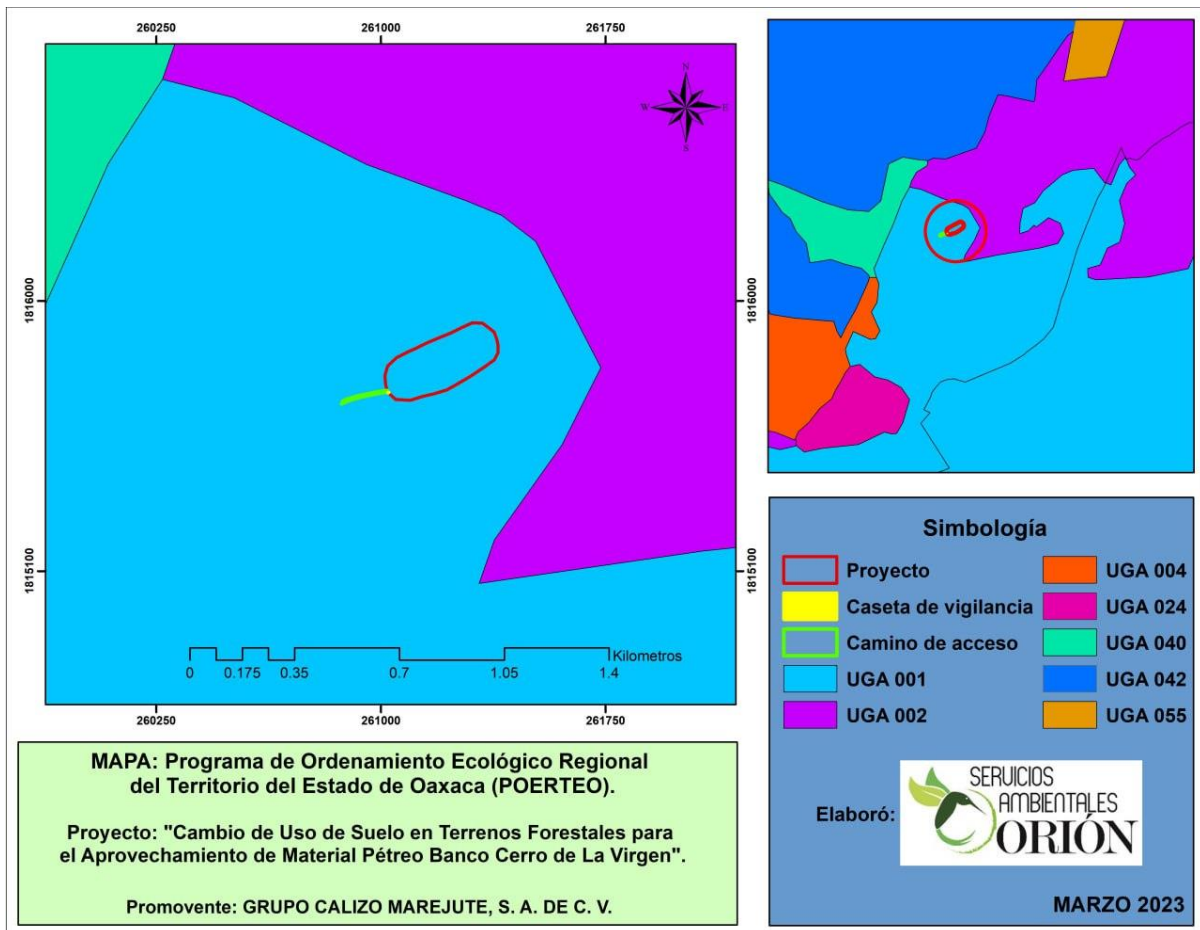 260250
261000
261750
N
W
E
S
1816000
1816000
1815100
1815100
Kilometros
0
0.175
0.35
0.7
1.05
1.4
260250
261000
261750
MAPA: Programa de Ordenamiento Ecológico Regional
del Territorio del Estado de Oaxaca (POERTEO).
Proyecto: "Cambio de Uso de Suelo en Terrenos Forestales para
el Aprovechamiento de Material Pétreo Banco Cerro de La Virgen".
Promovente: GRUPO CALIZO MAREJUTE, S. A. DE C. V.
Simbología
Proyecto
Caseta de vigilancia
Camino de acceso
UGA 001
UGA 002
UGA 004
UGA 024
UGA 040
UGA 042
UGA 055
Elaboró:
SERVICIOS
AMBIENTALES
ORIÓN
MARZO 2023